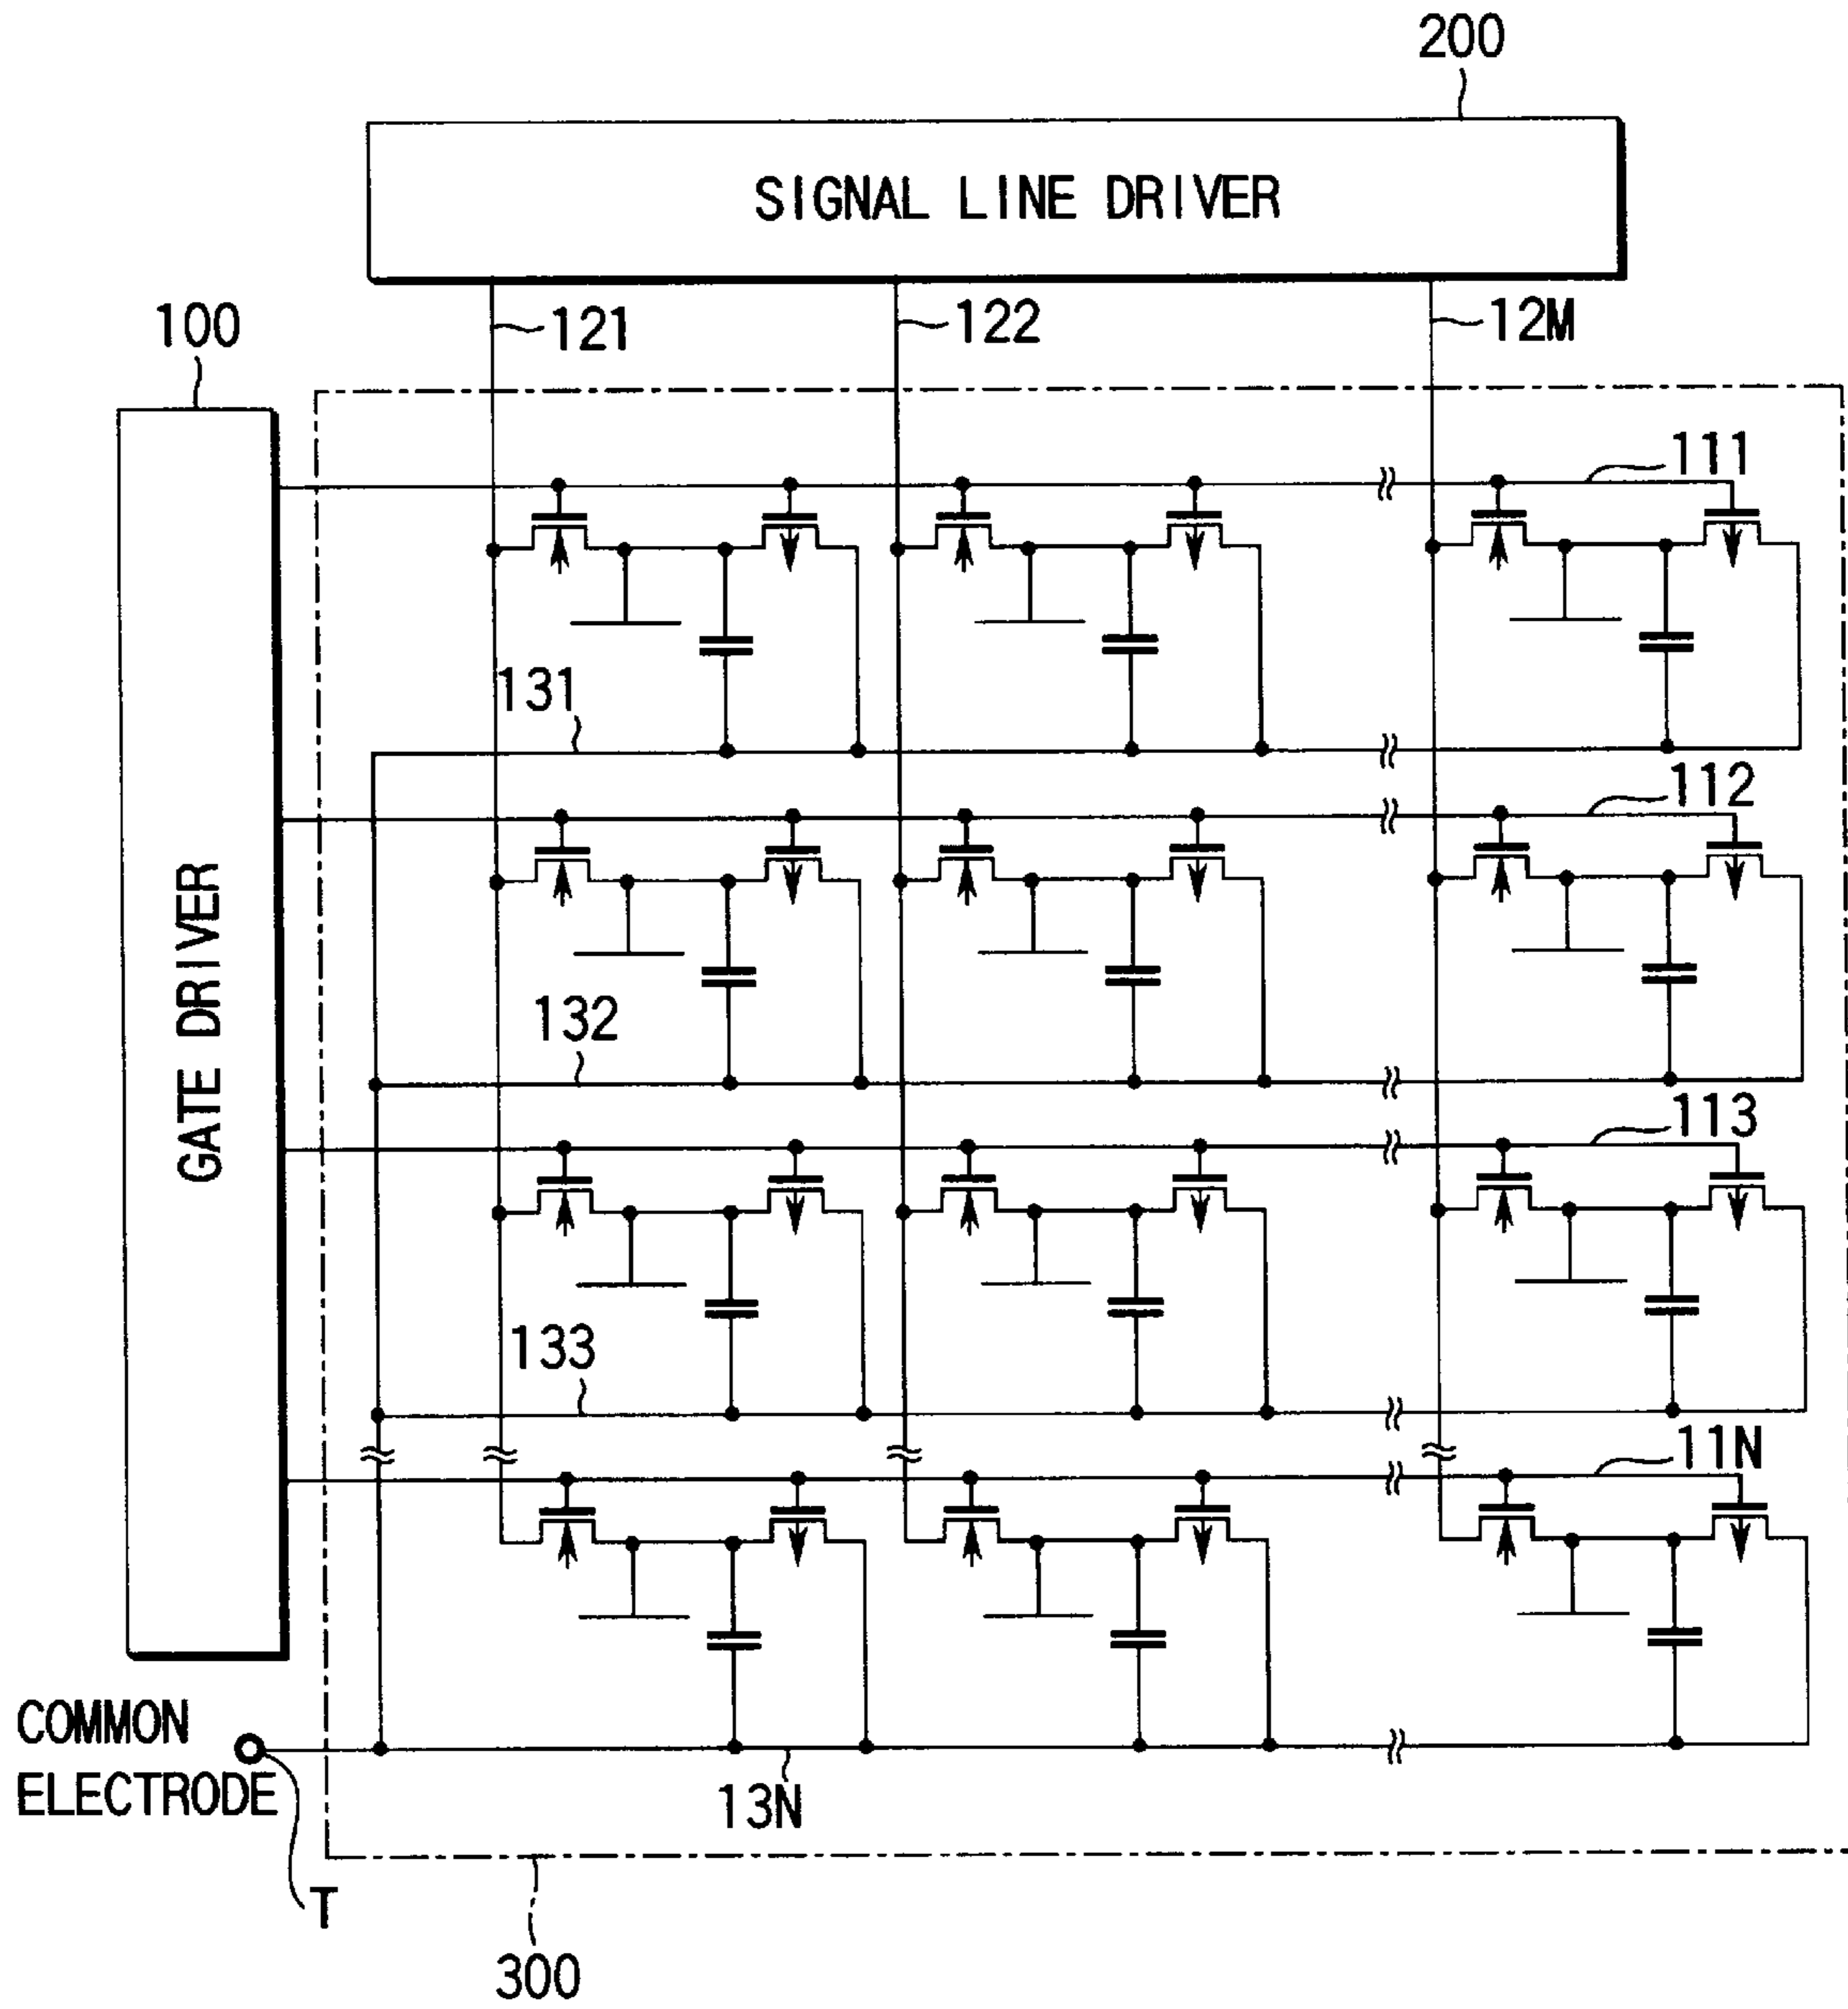 200
SIGNAL LINE DRIVER
100
121
122
12M
111
131
112
GATE DRIVER
132
113
133
11N
COMMON
ELECTRODE
13N
T
300